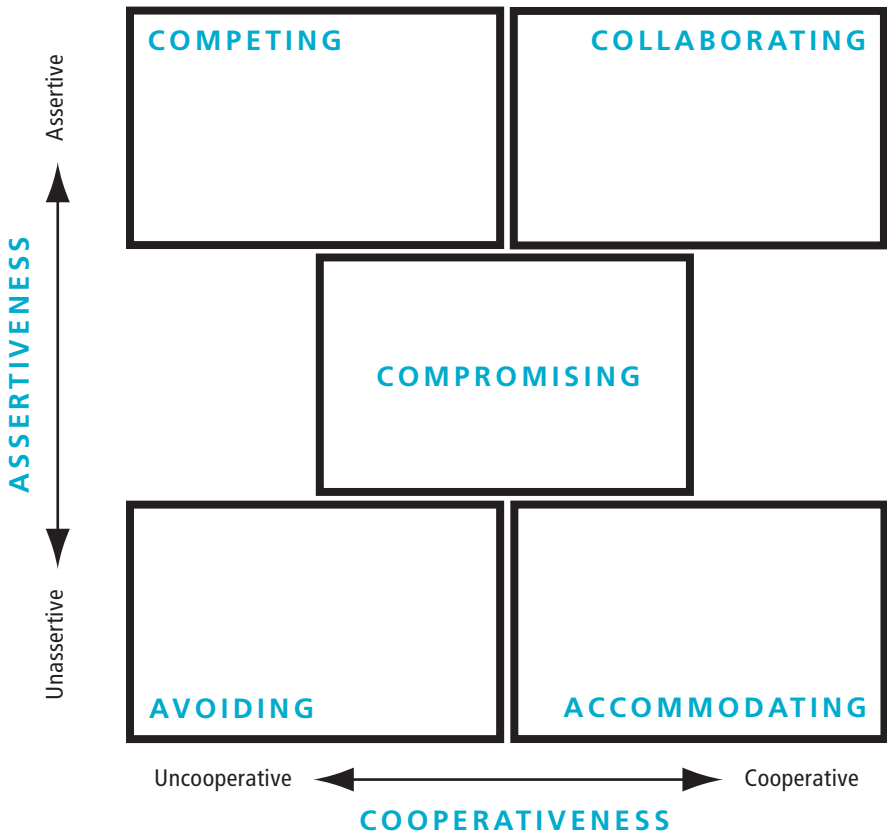 COMPETING
COLLABORATING
Assertive
ASSERTIVENESS
COMPROMISING
Unassertive
AVOIDING
ACCOMMODATING
Uncooperative
Cooperative
COOPERATIVENESS